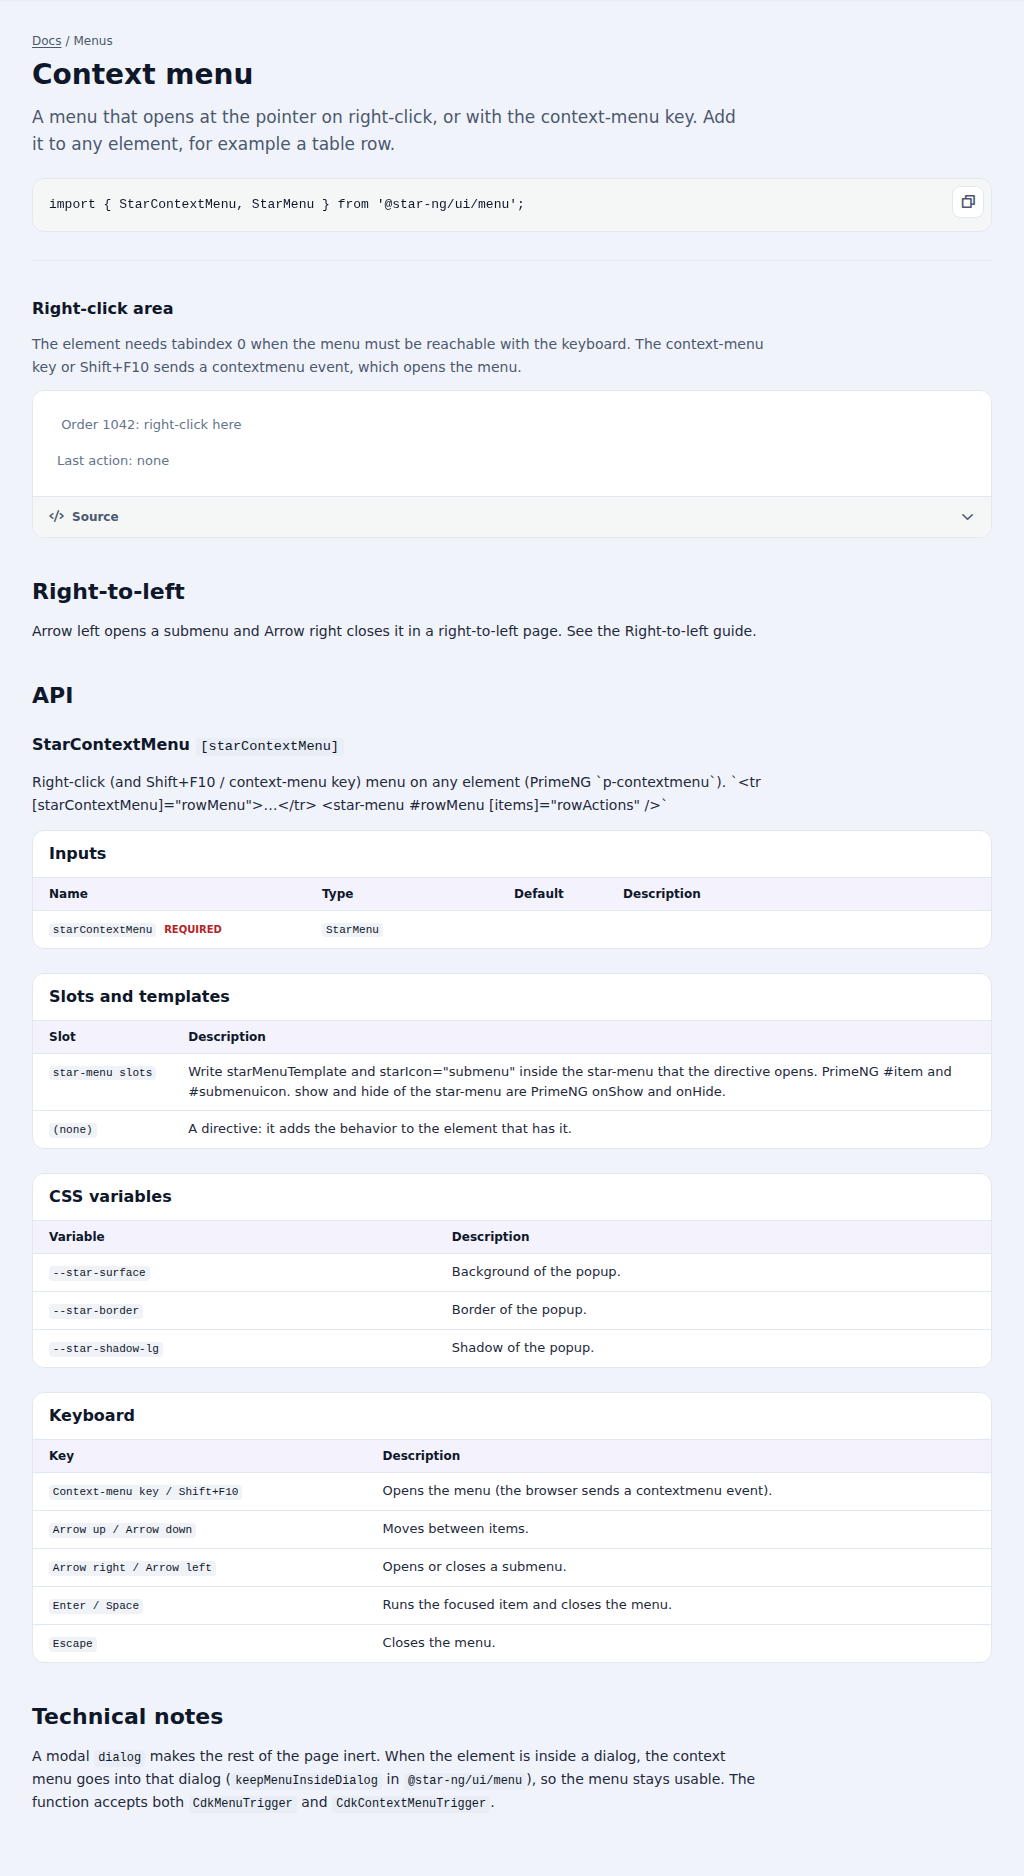 Docs / Menus
Context menu
A menu that opens at the pointer on right-click, or with the context-menu key. Add
it to any element, for example a table row.
import { StarContextMenu, StarMenu } from '@star-ng/ui/menu';
Right-click area
The element needs tabindex 0 when the menu must be reachable with the keyboard. The context-menu
key or Shift+F10 sends a contextmenu event, which opens the menu.
Order 1042: right-click here
Last action: none
</> Source
Right-to-left
Arrow left opens a submenu and Arrow right closes it in a right-to-left page. See the Right-to-left guide.
API
StarContextMenu [starContextMenu]
Right-click (and Shift+F10 / context-menu key) menu on any element (PrimeNG `p-contextmenu`). `<tr
[starContextMenu]="rowMenu">…</tr> <star-menu #rowMenu [items]="rowActions" />`
Inputs
Name Type Default Description
starContextMenu REQUIRED StarMenu
Slots and templates
Slot Description
star-menu slots Write starMenuTemplate and starIcon="submenu" inside the star-menu that the directive opens. PrimeNG #item and
#submenuicon. show and hide of the star-menu are PrimeNG onShow and onHide.
(none) A directive: it adds the behavior to the element that has it.
CSS variables
Variable Description
--star-surface Background of the popup.
--star-border Border of the popup.
--star-shadow-lg Shadow of the popup.
Keyboard
Key Description
Context-menu key / Shift+F10 Opens the menu (the browser sends a contextmenu event).
Arrow up / Arrow down Moves between items.
Arrow right / Arrow left Opens or closes a submenu.
Enter / Space Runs the focused item and closes the menu.
Escape Closes the menu.
Technical notes
A modal dialog makes the rest of the page inert. When the element is inside a dialog, the context
menu goes into that dialog ( keepMenuInsideDialog in @star-ng/ui/menu ), so the menu stays usable. The
function accepts both CdkMenuTrigger and CdkContextMenuTrigger .